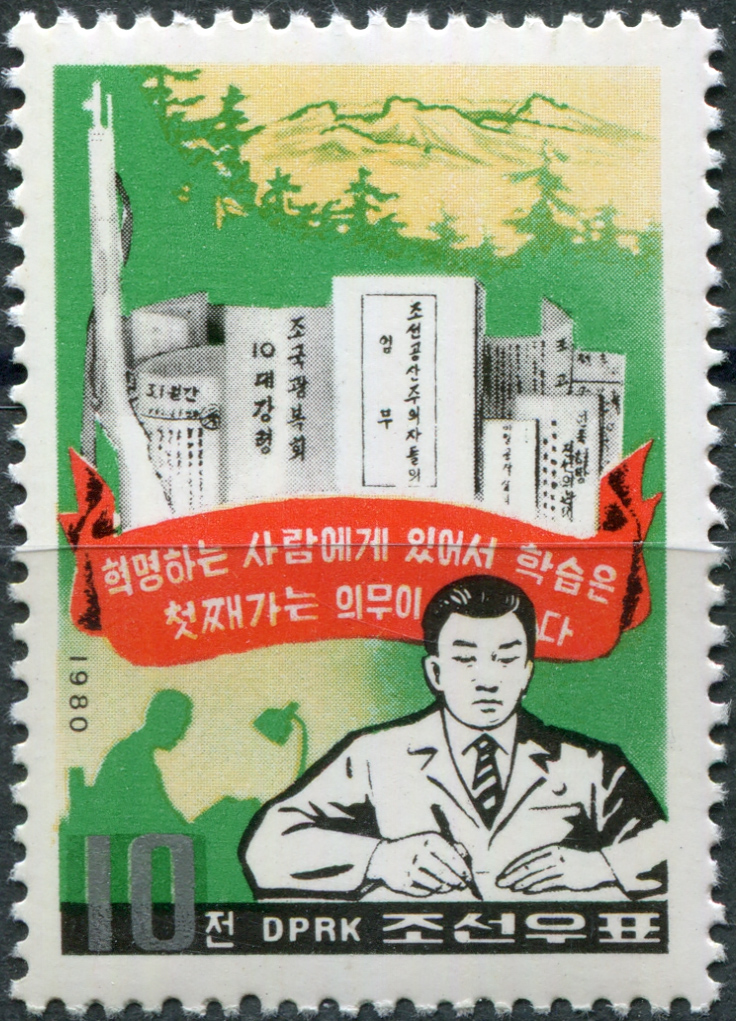 조국광복회
10대강령
조선공산주의자들의
임무
혁명하는 사람에게 있어서 학습은
첫째가는 의무이 다
1980
10전 DPRK 조선우표